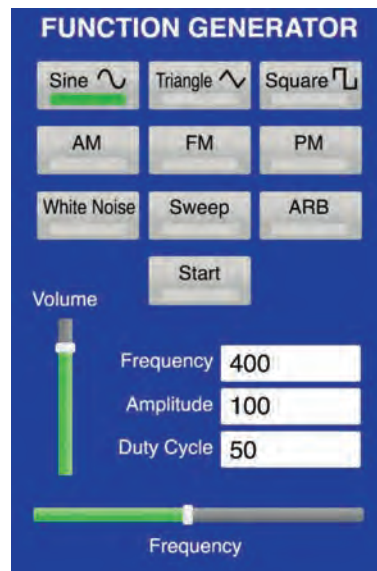 FUNCTION GENERATOR
Sine Triangle Square
AM FM PM
White Noise Sweep ARB
Start
Volume
Frequency 400
Amplitude 100
Duty Cycle 50
Frequency